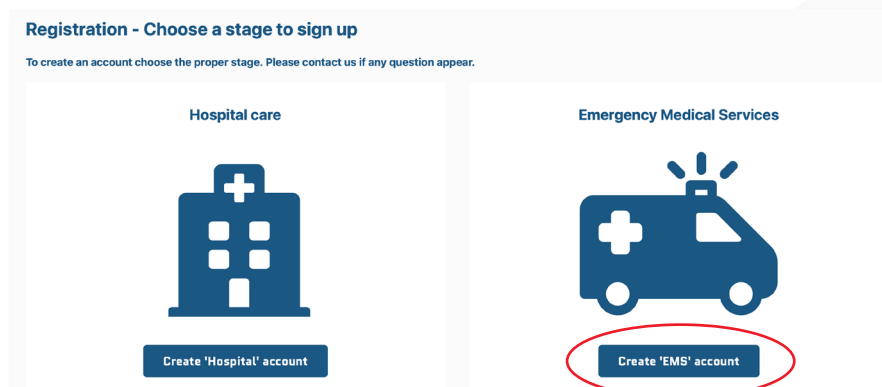 Registration - Choose a stage to sign up
To create an account choose the proper stage. Please contact us if any question appear.
Hospital care
Emergency Medical Services
Create 'Hospital' account
Create 'EMS' account